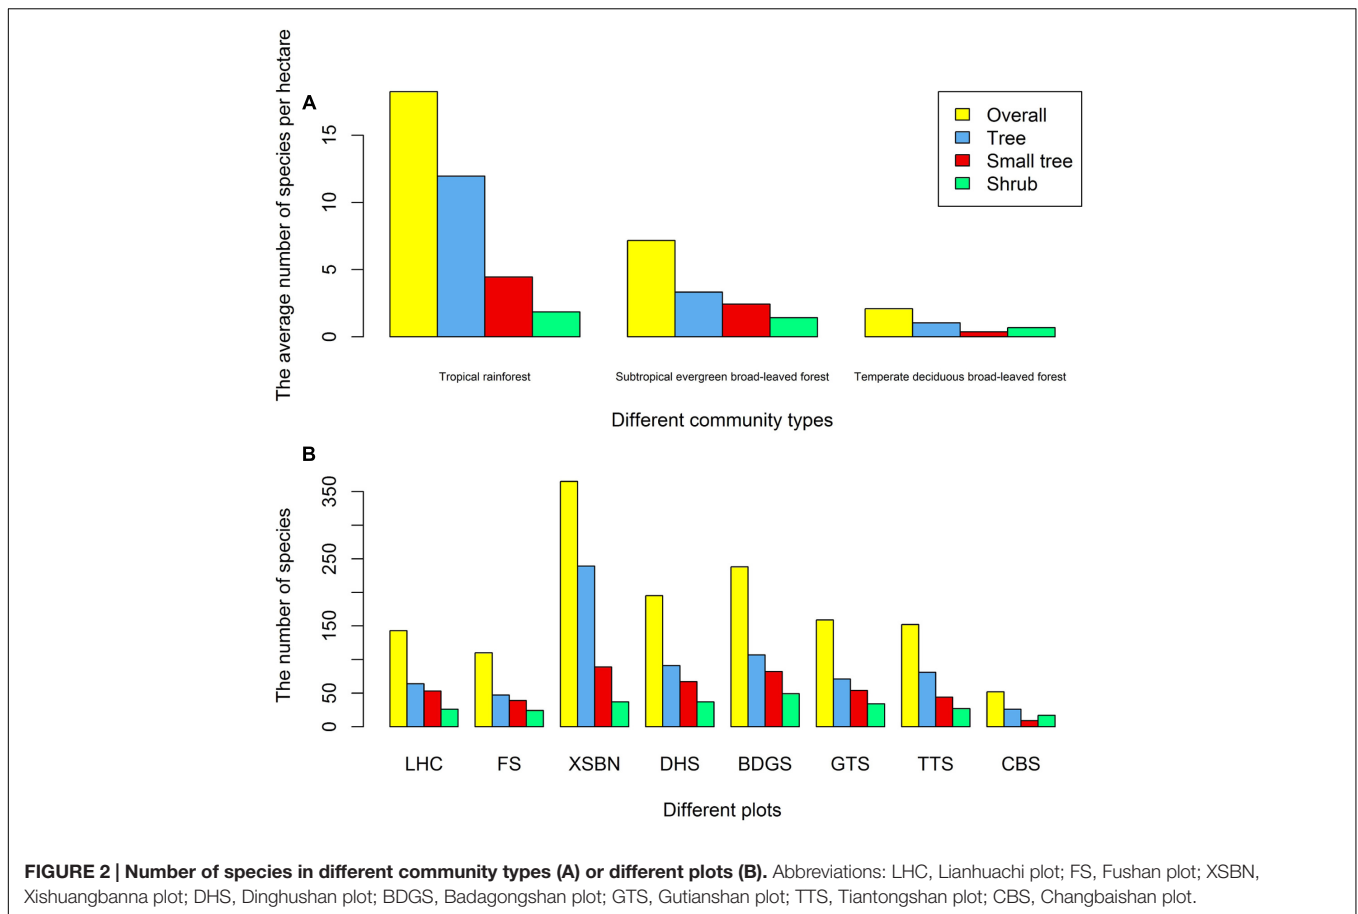 A
The average number of species per hectare
15
10
5
0
Overall
Tree
Small tree
Shrub
Tropical rainforest
Subtropical evergreen broad-leaved forest
Temperate deciduous broad-leaved forest
Different community types
B
The number of species
350
250
150
50
0
LHC
FS
XSBN
DHS
BDGS
GTS
TTS
CBS
Different plots
FIGURE 2 | Number of species in different community types (A) or different plots (B). Abbreviations: LHC, Lianhuachi plot; FS, Fushan plot; XSBN,
Xishuangbanna plot; DHS, Dinghushan plot; BDGS, Badagongshan plot; GTS, Gutianshan plot; TTS, Tiantongshan plot; CBS, Changbaishan plot.